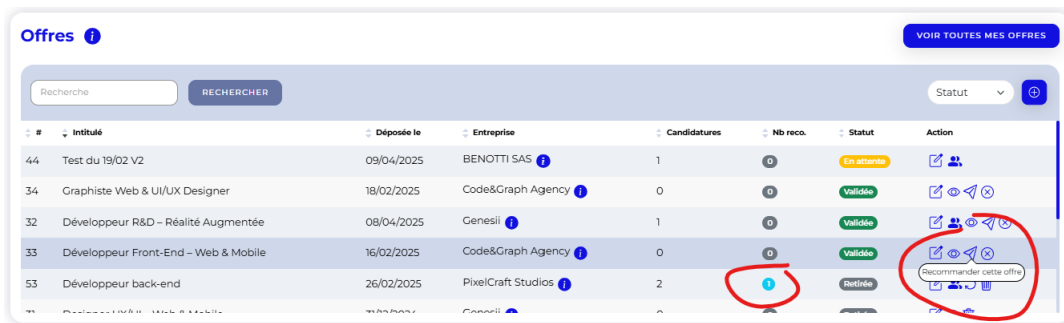 Offres i
VOIR TOUTES MES OFFRES
Recherche RECHERCHER Statut
# Intitulé Déposée le Entreprise Candidatures Nb reco. Statut Action
44 Test du 19/02 V2 09/04/2025 BENOTTI SAS i 1 0 En attente
34 Graphiste Web & UI/UX Designer 18/02/2025 Code&Graph Agency i 0 0 Validée
32 Développeur R&D – Réalité Augmentée 08/04/2025 Genesii i 1 0 Validée
33 Développeur Front-End – Web & Mobile 16/02/2025 Code&Graph Agency i 0 0 Validée
Recommander cette offre
53 Développeur back-end 26/02/2025 PixelCraft Studios i 2 1 Retirée